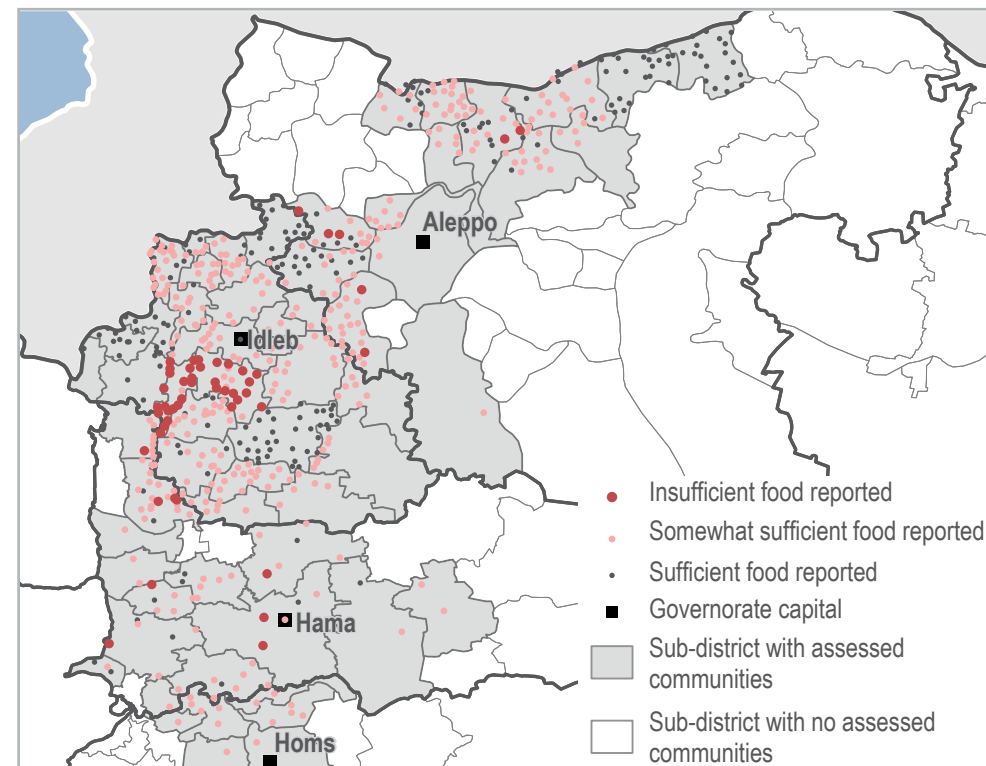 Aleppo
Idleb
Hama
Homs
Insufficient food reported
Somewhat sufficient food reported
Sufficient food reported
Governorate capital
Sub-district with assessed
communities
Sub-district with no assessed
communities